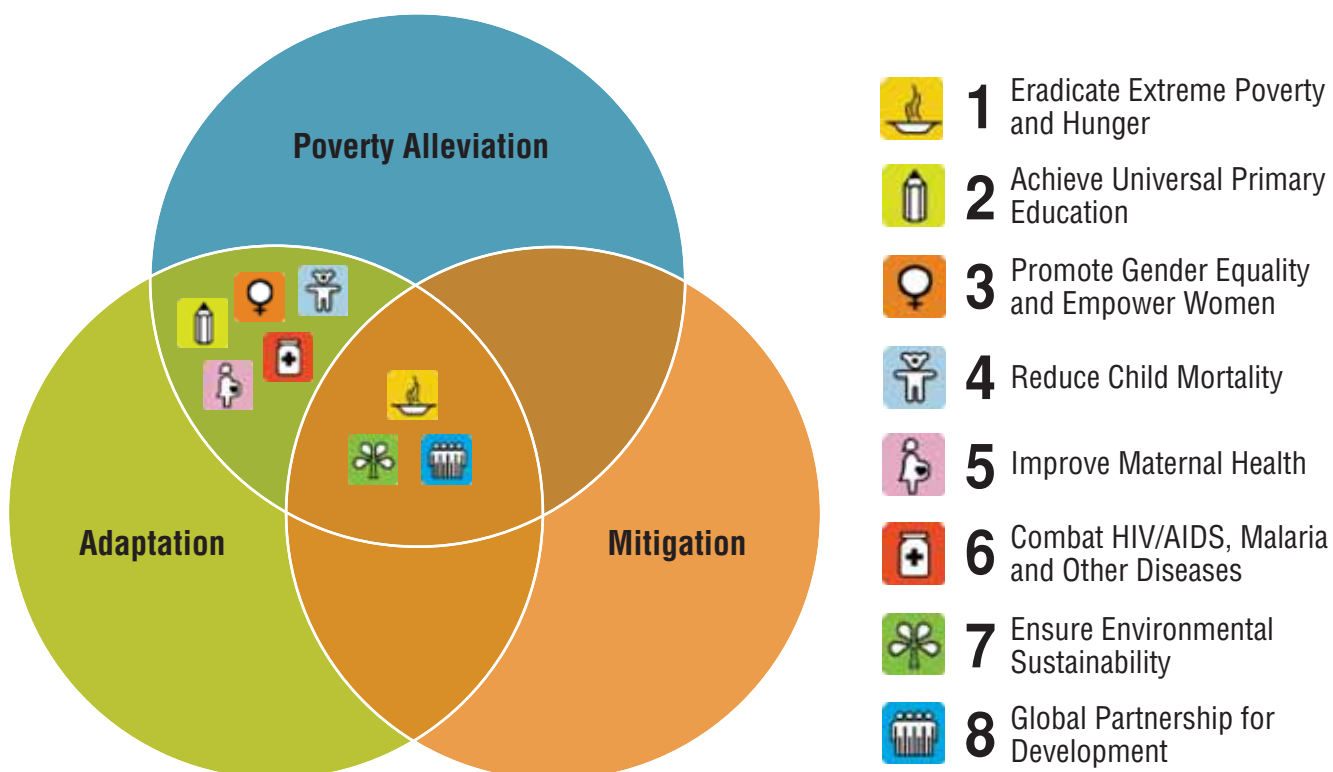 Poverty Alleviation
Adaptation
Mitigation
1 Eradicate Extreme Poverty
and Hunger
2 Achieve Universal Primary
Education
3 Promote Gender Equality
and Empower Women
4 Reduce Child Mortality
5 Improve Maternal Health
6 Combat HIV/AIDS, Malaria
and Other Diseases
7 Ensure Environmental
Sustainability
8 Global Partnership for
Development